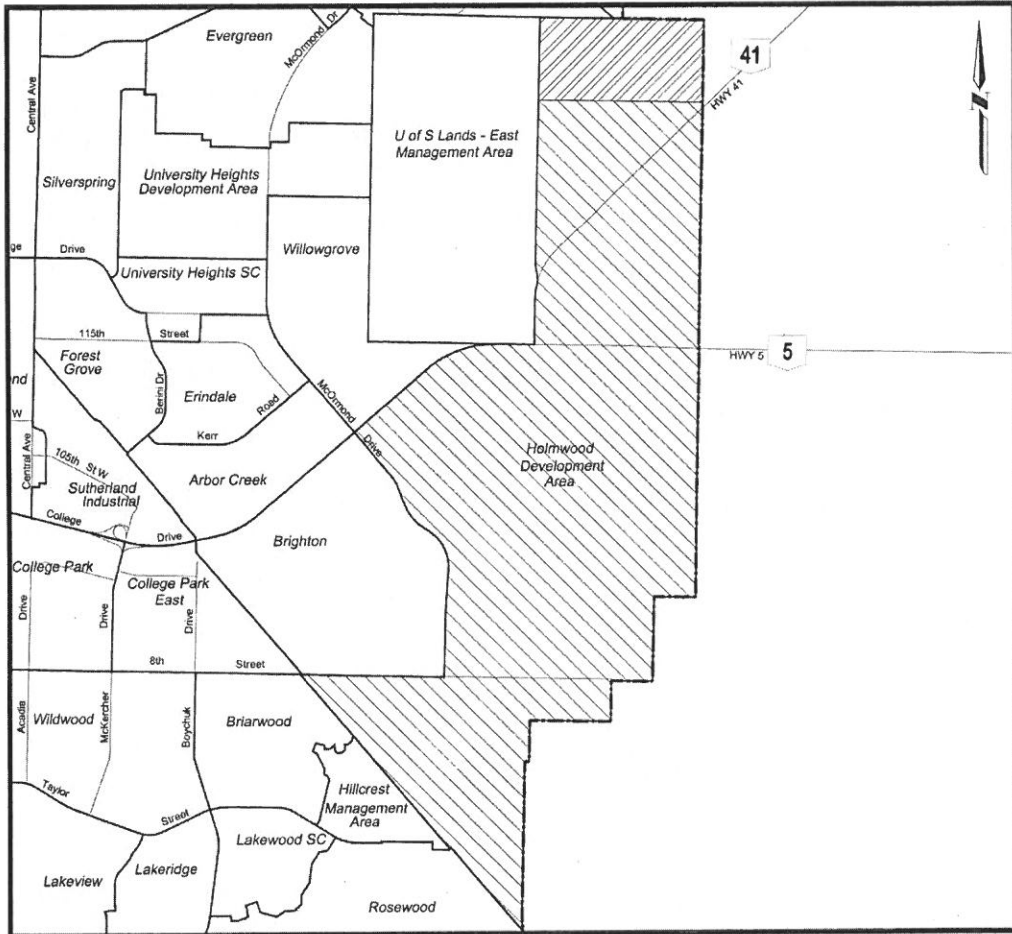 Evergreen
McOrmond Dr
41
HWY 41
N
Central Ave
U of S Lands - East
Management Area
University Heights
Development Area
Silverspring
ge
Drive
Willowgrove
University Heights SC
115th
Street
HWY 5
5
Forest
Grove
nd
W
Berini Dr
Erindale
Road
Kerr
McOrmond
Drive
Holmwood
Development
Area
Central Ave
105th St W
Sutherland
Industrial
Arbor Creek
College
Drive
Brighton
College Park
College Park
East
Drive
Drive
Drive
8th
Street
Acadia
Wildwood
McKercher
Boychuk
Briarwood
Taylor
Street
Hillcrest
Management
Area
Lakewood SC
Lakeview
Lakeridge
Rosewood